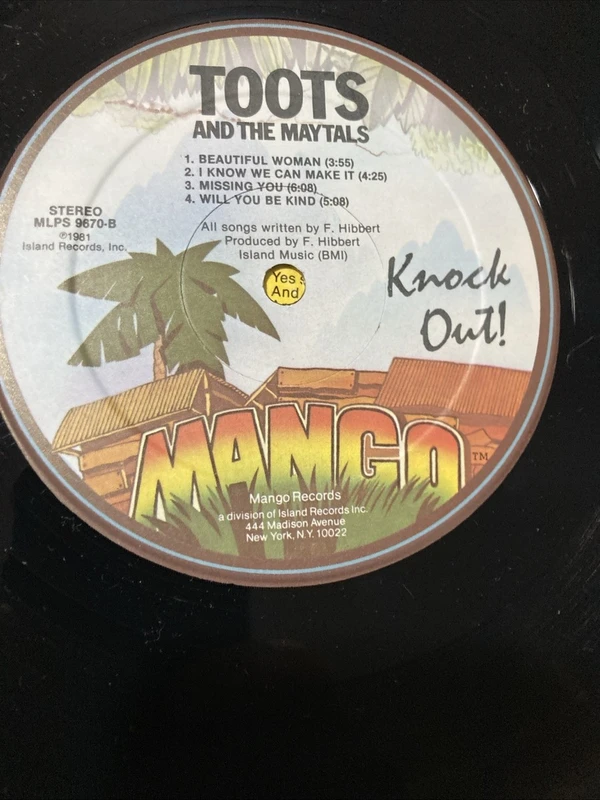 TOOTS
AND THE MAYTALS
1. BEAUTIFUL WOMAN (3:55)
2. I KNOW WE CAN MAKE IT (4:25)
3. MISSING YOU (6:08)
4. WILL YOU BE KIND (5:08)
STEREO
MLPS 9670-B
℗1981
Island Records, Inc.
All songs written by F. Hibbert
Produced by F. Hibbert
Island Music (BMI)
Yes
And
Knock
Out!
MANGO TM
Mango Records
a division of Island Records Inc.
444 Madison Avenue
New York, N.Y. 10022